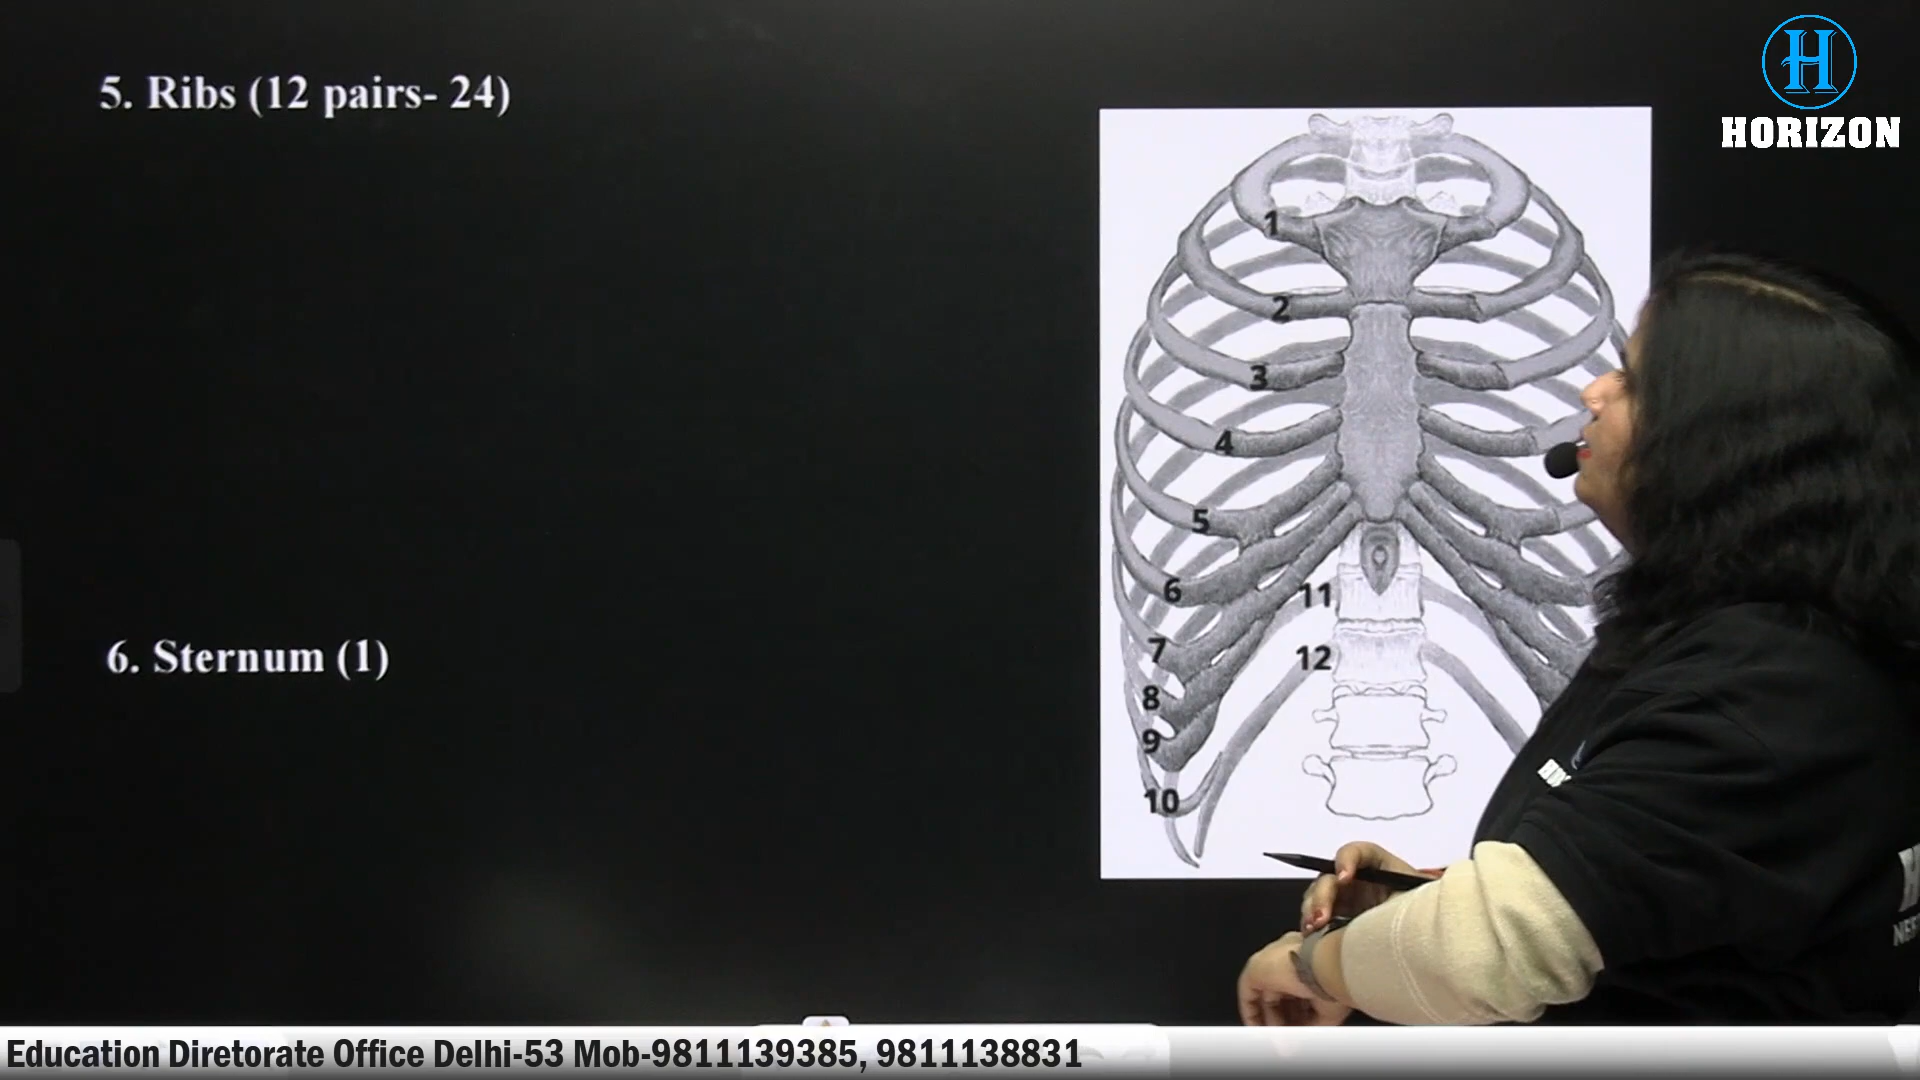 5. Ribs (12 pairs- 24)
H
HORIZON
1
2
3
4
5
6
11
7
12
8
9
10
6. Sternum (1)
Education Diretorate Office Delhi-53 Mob-9811139385, 9811138831